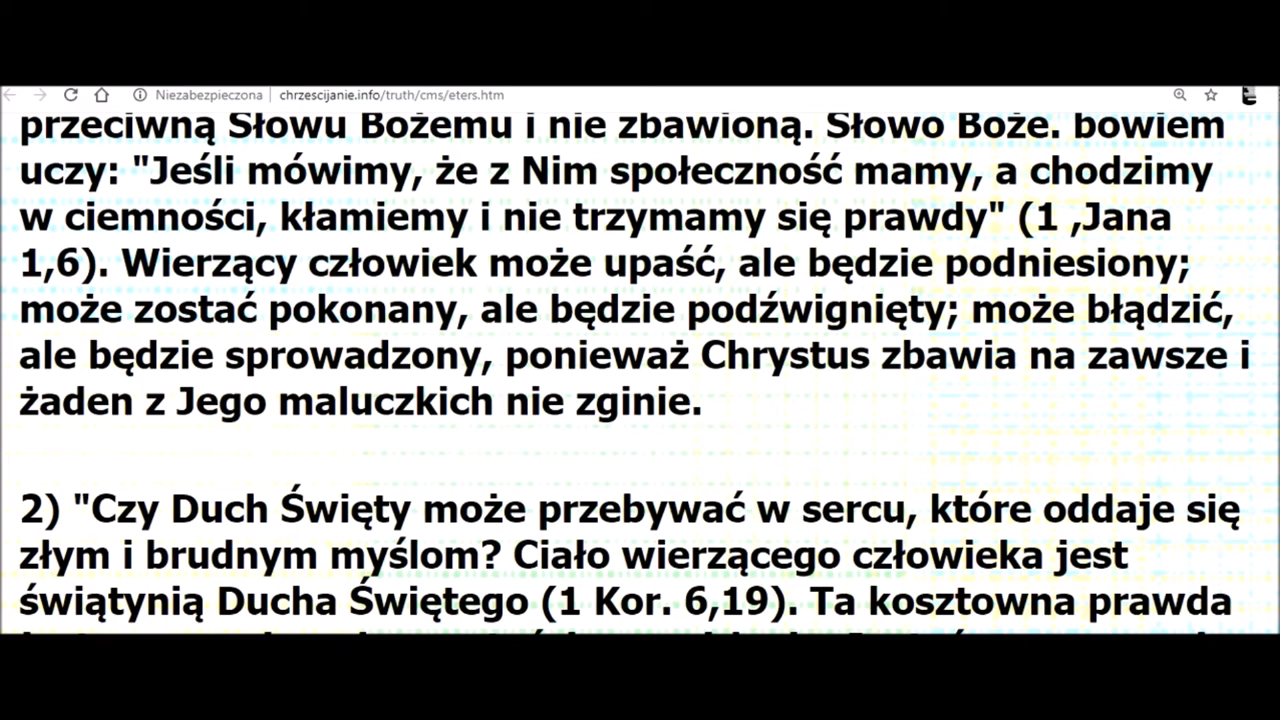 Niezabezpieczona | chrzescijanie.info/truth/cms/eters.htm
przeciwną Słowu Bożemu i nie zbawioną. Słowo Boże. bowiem
uczy: "Jeśli mówimy, że z Nim społeczność mamy, a chodzimy
w ciemności, kłamiemy i nie trzymamy się prawdy" (1 ,Jana
1,6). Wierzący człowiek może upaść, ale będzie podniesiony;
może zostać pokonany, ale będzie podźwignięty; może błądzić,
ale będzie sprowadzony, ponieważ Chrystus zbawia na zawsze i
żaden z Jego maluczkich nie zginie.
2) "Czy Duch Święty może przebywać w sercu, które oddaje się
złym i brudnym myślom? Ciało wierzącego człowieka jest
świątynią Ducha Świętego (1 Kor. 6,19). Ta kosztowna prawda